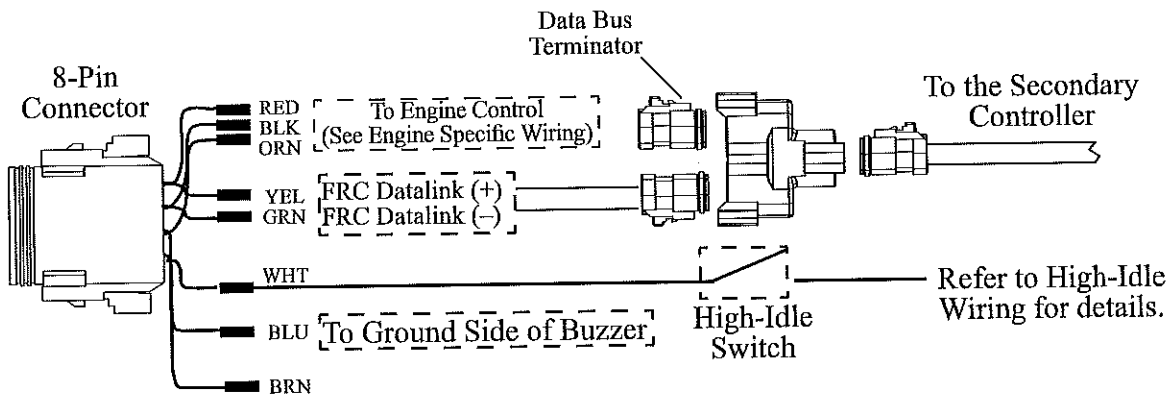 Data Bus
Terminator
8-Pin
Connector
To the Secondary
Controller
RED
BLK
ORN
To Engine Control
(See Engine Specific Wiring)
YEL
GRN
FRC Datalink (+)
FRC Datalink (–)
WHT
High-Idle
Switch
Refer to High-Idle
Wiring for details.
BLU
To Ground Side of Buzzer
BRN